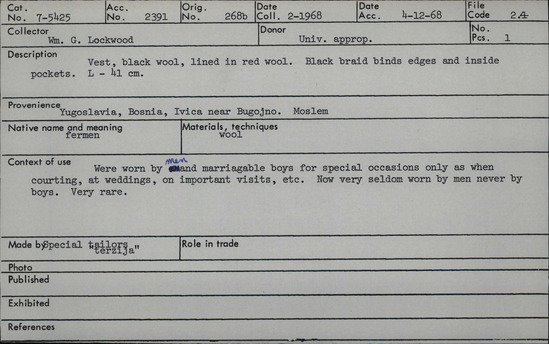 Cat. No. 7-5425 Acc. No. 2391 Orig. No. 268b Date Coll. 2-1968 Date Acc. 4-12-68 File Code 2.A
Collector Wm. G. Lockwood Donor Univ. approp. No. Pcs. 1
Description
Vest, black wool, lined in red wool. Black braid binds edges and inside
pockets. L - 41 cm.
Provenience
Yugoslavia, Bosnia, Ivica near Bugojno. Moslem
Native name and meaning Materials, techniques
fermen wool
Context of use
Were worn by men and marriagable boys for special occasions only as when
courting, at weddings, on important visits, etc. Now very seldom worn by men never by
boys. Very rare.
Made by Special tailors Role in trade
"terzija"
Photo
Published
Exhibited
References